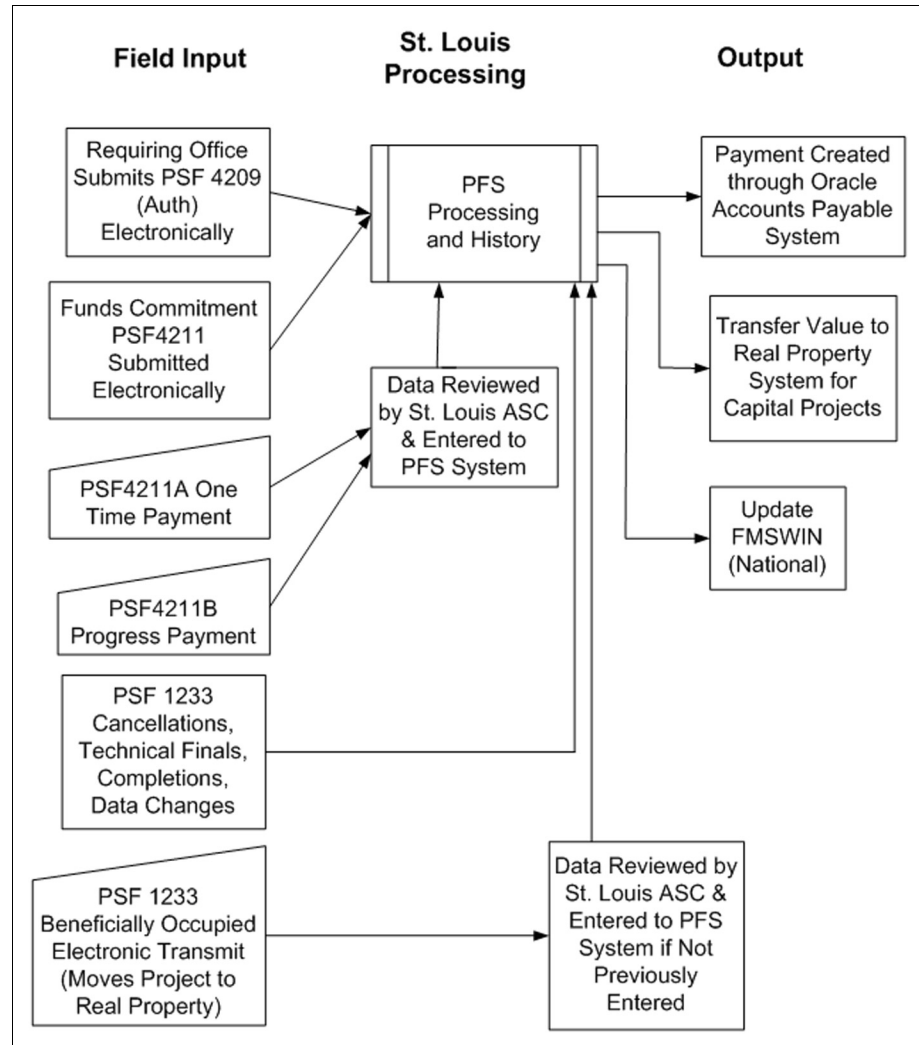 Field Input
St. Louis
Processing
Output
Requiring Office
Submits PSF 4209
(Auth)
Electronically
PFS
Processing
and History
Payment Created
through Oracle
Accounts Payable
System
Funds Commitment
PSF4211
Submitted
Electronically
Data Reviewed
by St. Louis ASC
& Entered to
PFS System
Transfer Value to
Real Property
System for
Capital Projects
PSF4211A One
Time Payment
Update
FMSWIN
(National)
PSF4211B
Progress Payment
PSF 1233
Cancellations,
Technical Finals,
Completions,
Data Changes
PSF 1233
Beneficially Occupied
Electronic Transmit
(Moves Project to
Real Property)
Data Reviewed by
St. Louis ASC &
Entered to PFS
System if Not
Previously
Entered